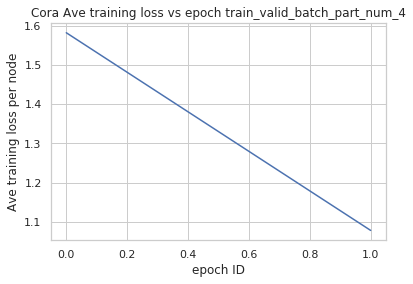 Cora Ave training loss vs epoch train_valid_batch_part_num_4
1.6
1.5
1.4
1.3
1.2
1.1
Ave training loss per node
0.0 0.2 0.4 0.6 0.8 1.0
epoch ID